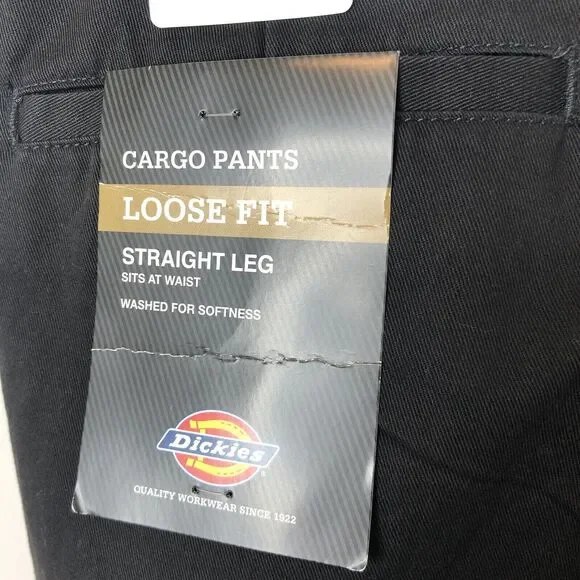 CARGO PANTS
LOOSE FIT
STRAIGHT LEG
SITS AT WAIST
WASHED FOR SOFTNESS
Dickies
QUALITY WORKWEAR SINCE 1922